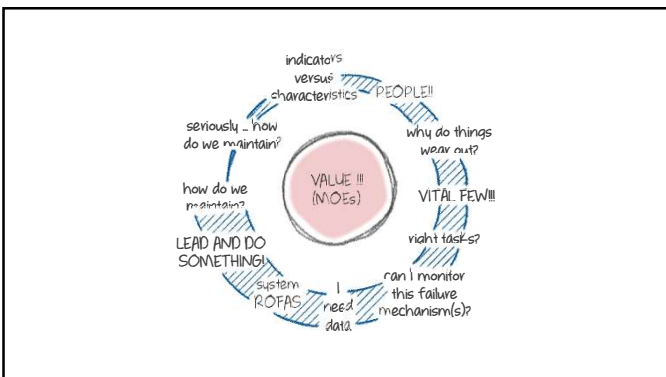 indicators
versus
characteristics
PEOPLE!!
why do things
wear out?
VITAL FEW!!!
right tasks?
can I monitor
this failure
mechanism(s)?
I
need
data
system
ROFAS
LEAD AND DO
SOMETHING!
how do we
maintain?
seriously ... how
do we maintain?
VALUE !!!
(MOEs)